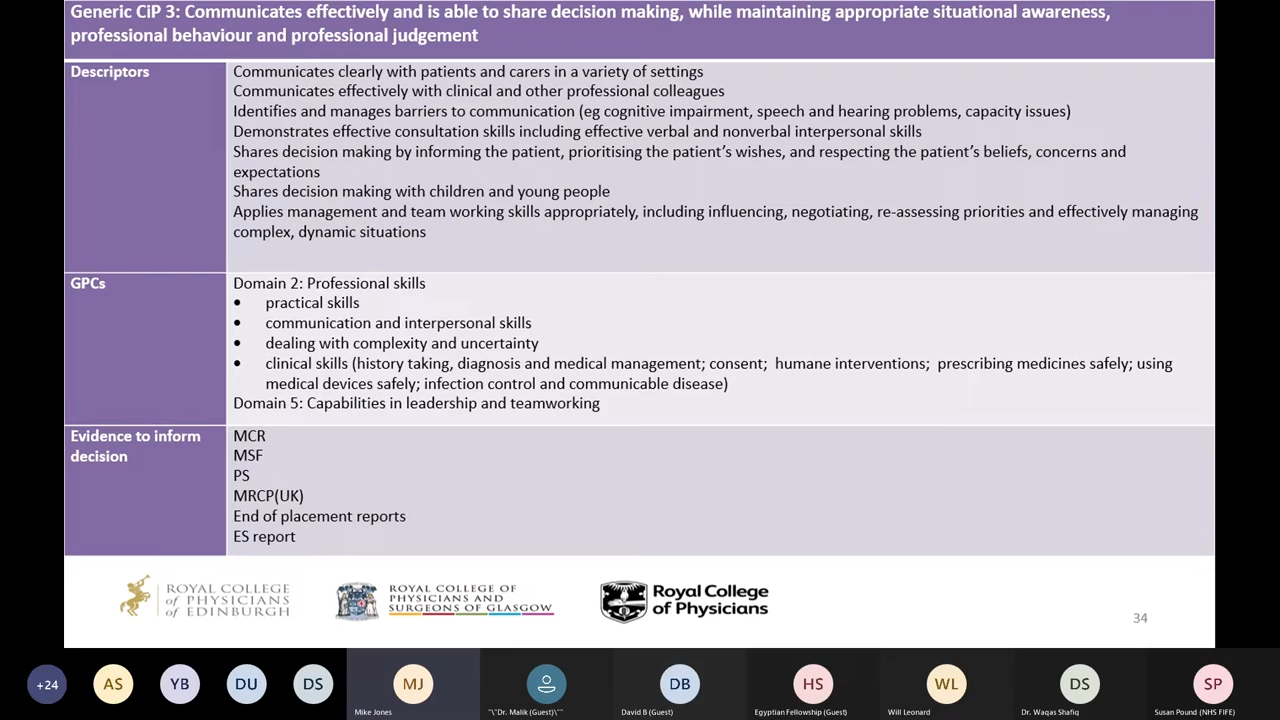 Generic CiP 3: Communicates effectively and is able to share decision making, while maintaining appropriate situational awareness,
professional behaviour and professional judgement
Descriptors
Communicates clearly with patients and carers in a variety of settings
Communicates effectively with clinical and other professional colleagues
Identifies and manages barriers to communication (eg cognitive impairment, speech and hearing problems, capacity issues)
Demonstrates effective consultation skills including effective verbal and nonverbal interpersonal skills
Shares decision making by informing the patient, prioritising the patient's wishes, and respecting the patient's beliefs, concerns and
expectations
Shares decision making with children and young people
Applies management and team working skills appropriately, including influencing, negotiating, re-assessing priorities and effectively managing
complex, dynamic situations
GPCs
Domain 2: Professional skills
• practical skills
• communication and interpersonal skills
• dealing with complexity and uncertainty
• clinical skills (history taking, diagnosis and medical management; consent; humane interventions; prescribing medicines safely; using
medical devices safely; infection control and communicable disease)
Domain 5: Capabilities in leadership and teamworking
Evidence to inform
decision
MCR
MSF
PS
MRCP(UK)
End of placement reports
ES report
ROYAL COLLEGE
of PHYSICIANS
of EDINBURGH
ROYAL COLLEGE OF
PHYSICIANS AND
SURGEONS OF GLASGOW
Royal College
of Physicians
34
+24
AS
YB
DU
DS
MJ
DB
HS
WL
DS
SP
Mike Jones
"\"Dr. Malik (Guest)\""
David B (Guest)
Egyptian Fellowship (Guest)
Will Leonard
Dr. Waqas Shafiq
Susan Pound (NHS FIFE)